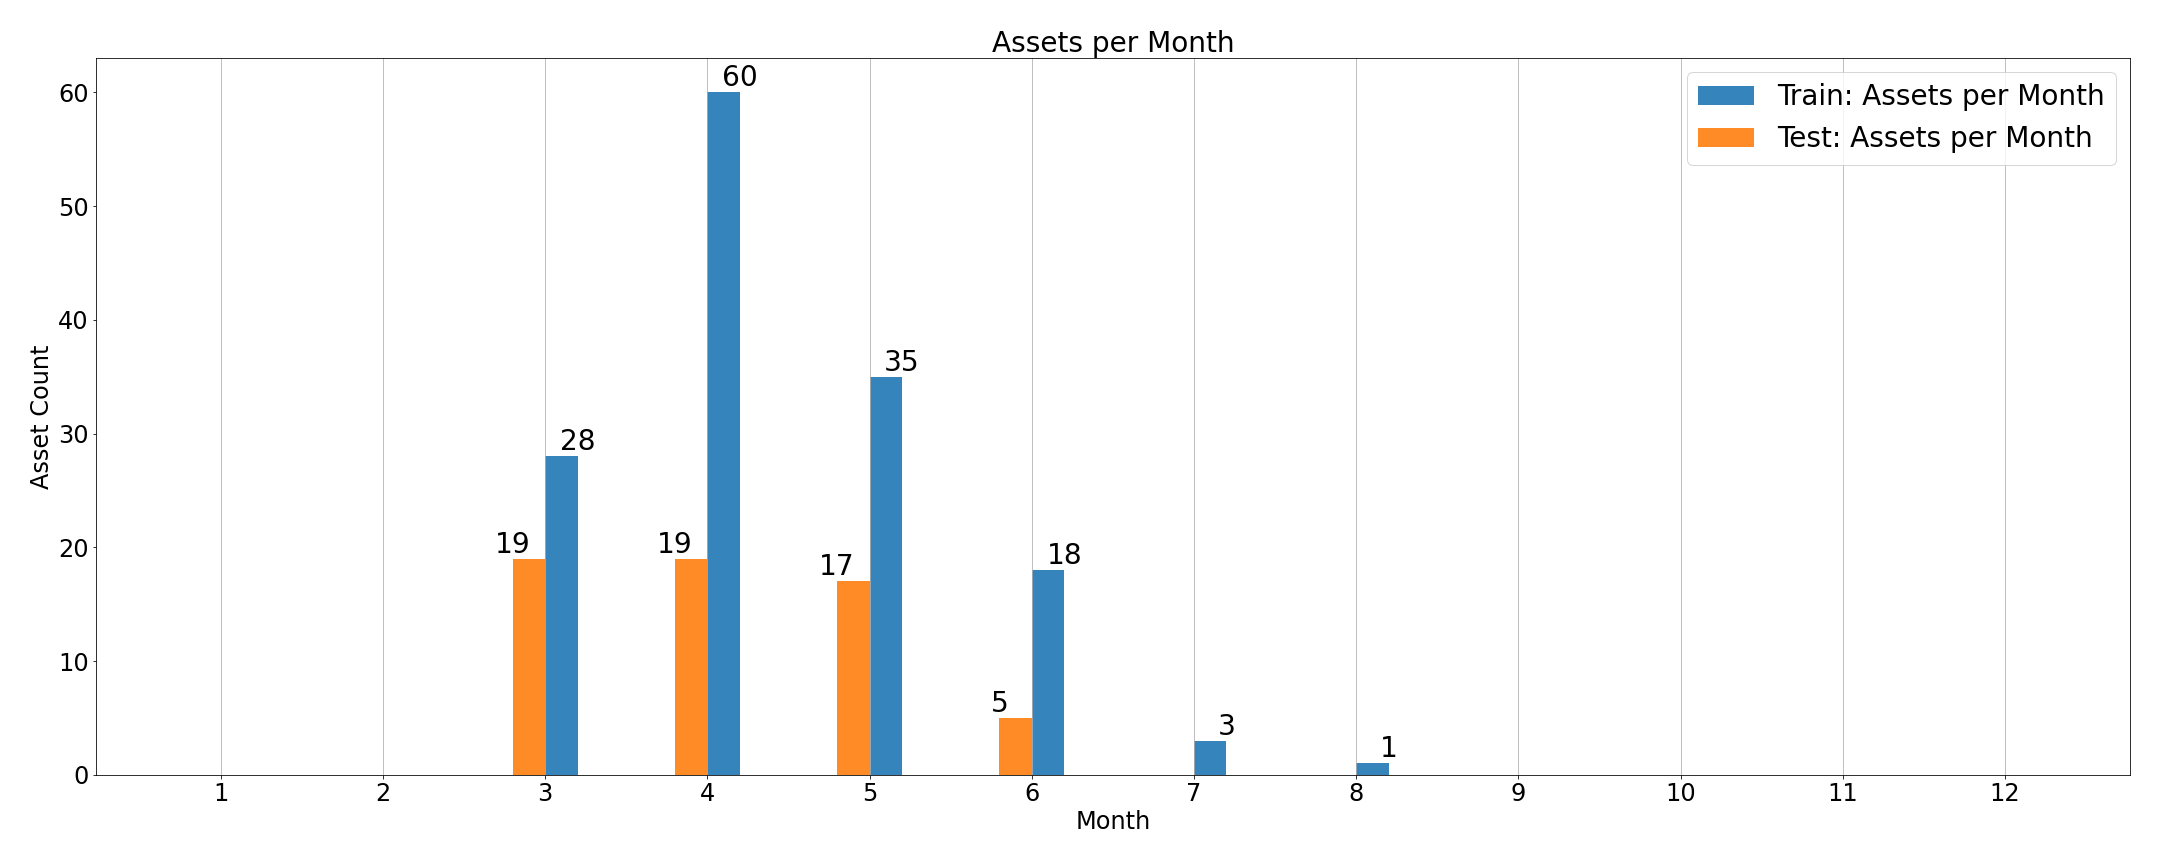 Assets per Month
Train: Assets per Month
Test: Assets per Month
60
50
40
30
20
10
0
Asset Count
19
28
19
60
17
35
5
18
3
1
1 2 3 4 5 6 7 8 9 10 11 12
Month